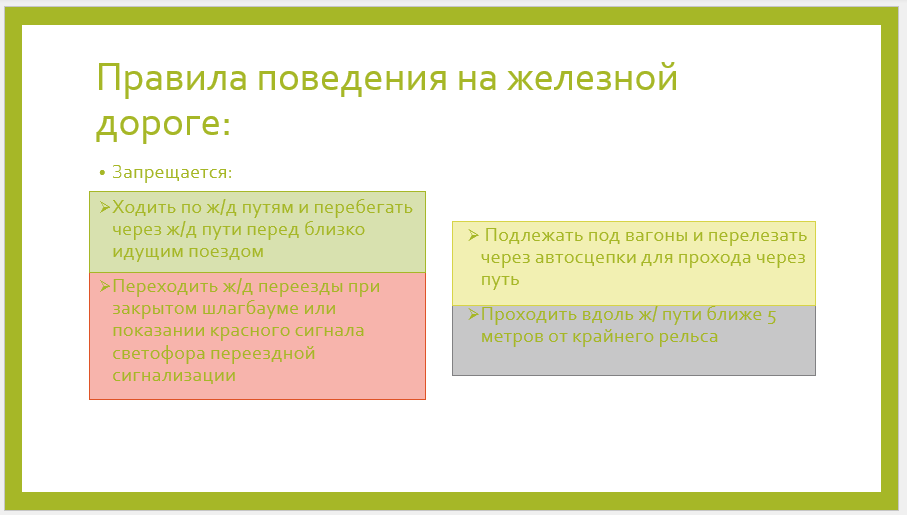 Правила поведения на железной
дороге:
• Запрещается:
➢Ходить по ж/д путям и перебегать
через ж/д пути перед близко
идущим поездом
➢Переходить ж/д переезды при
закрытом шлагбауме или
показании красного сигнала
светофора переездной
сигнализации
➢ Подлежать под вагоны и перелезать
через автосцепки для прохода через
путь
➢Проходить вдоль ж/ пути ближе 5
метров от крайнего рельса